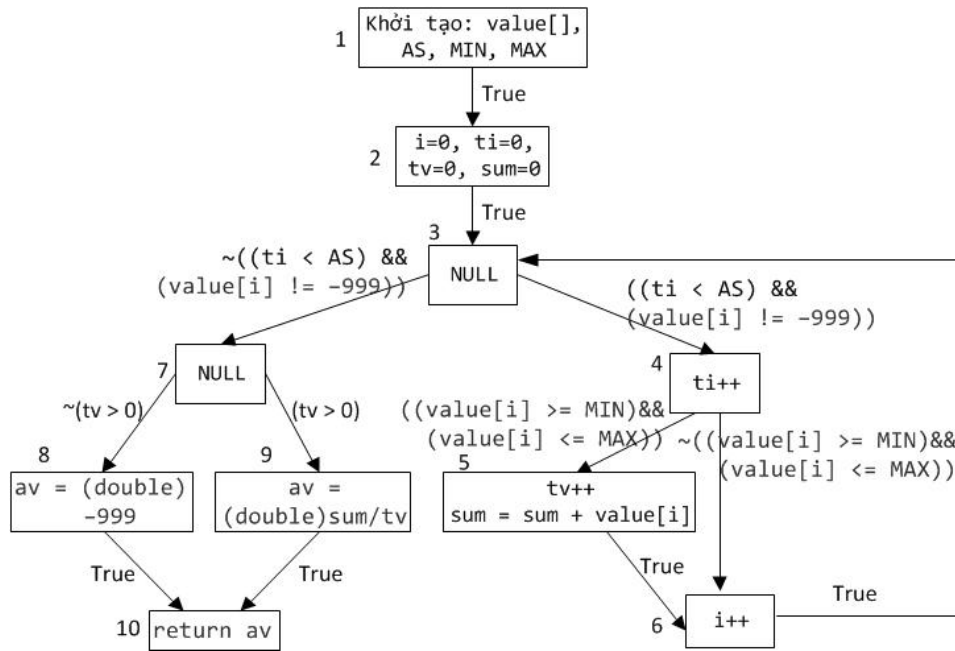 1
Khởi tạo: value[],
AS, MIN, MAX
True
2
i=0, ti=0,
tv=0, sum=0
True
3
NULL
~((ti < AS) &&
(value[i] != –999))
((ti < AS) &&
(value[i] != –999))
7
NULL
4
ti++
~(tv > 0)
(tv > 0)
((value[i] >= MIN)&&
(value[i] <= MAX))
~((value[i] >= MIN)&&
(value[i] <= MAX))
8
av = (double)
-999
9
av =
(double)sum/tv
5
tv++
sum = sum + value[i]
True
True
True
10
return av
6
i++
True